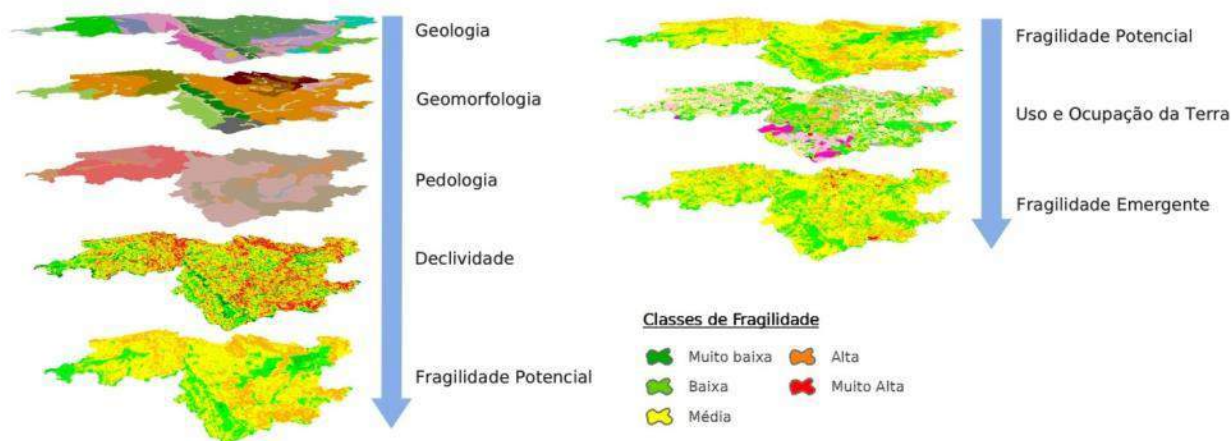 Geologia
Geomorfologia
Pedologia
Declividade
Fragilidade Potencial
Fragilidade Potencial
Uso e Ocupação da Terra
Fragilidade Emergente
Classes de Fragilidade
Muito baixa
Alta
Baixa
Muito Alta
Média